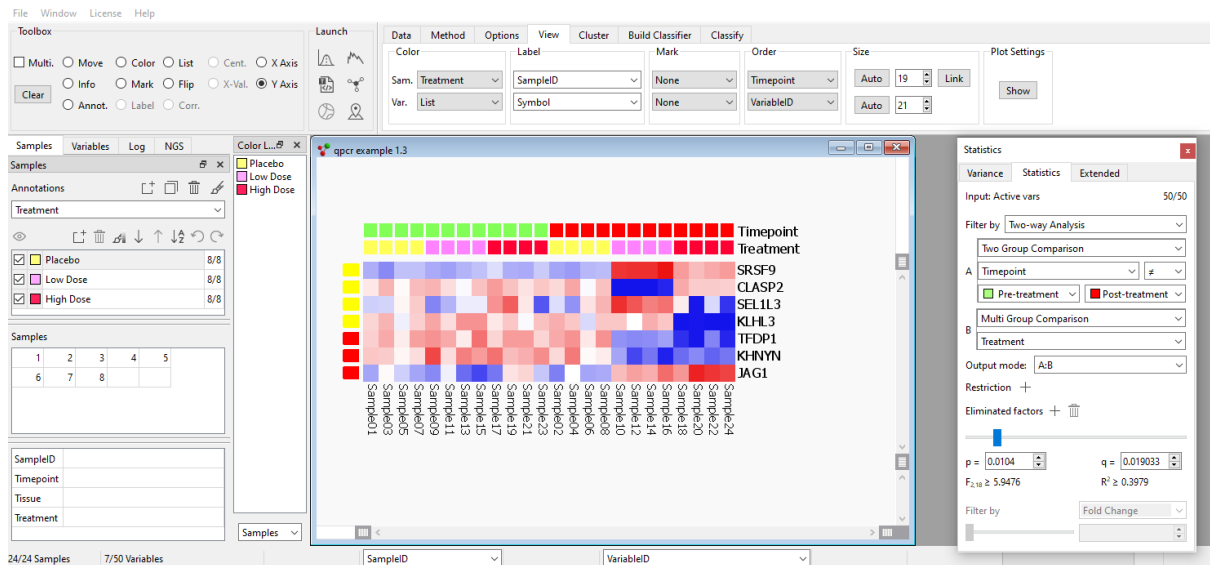 File Window License Help
Toolbox
Multi. Move Color List Cent. X Axis
Info Mark Flip X-Val. Y Axis
Clear
Annot. Label Corr.
Launch
Data Method Options View Cluster Build Classifier Classify
Color Label Mark Order Size Plot Settings
Sam. Treatment SampleID None Timepoint Auto 19 Link
Show
Var. List Symbol None VariableID Auto 21
Samples Variables Log NGS
Samples
Annotations
Treatment
Placebo 8/8
Low Dose 8/8
High Dose 8/8
Samples
1 2 3 4 5
6 7 8
SampleID
Timepoint
Tissue
Treatment
Color L...
Placebo
Low Dose
High Dose
Samples
qpcr example 1.3
Timepoint
Treatment
SRSF9
CLASP2
SEL1L3
KLHL3
TFDP1
KHNYN
JAG1
Sample01
Sample03
Sample05
Sample07
Sample09
Sample11
Sample13
Sample15
Sample17
Sample19
Sample21
Sample23
Sample02
Sample04
Sample06
Sample08
Sample10
Sample12
Sample14
Sample16
Sample18
Sample20
Sample22
Sample24
Statistics
x
Variance Statistics Extended
Input: Active vars 50/50
Filter by Two-way Analysis
Two Group Comparison
A Timepoint ≠
Pre-treatment Post-treatment
Multi Group Comparison
B
Treatment
Output mode: A:B
Restriction +
Eliminated factors +
p = 0.0104 q = 0.019033
F2,18 ≥ 5.9476 R² ≥ 0.3979
Filter by Fold Change
24/24 Samples 7/50 Variables SampleID VariableID